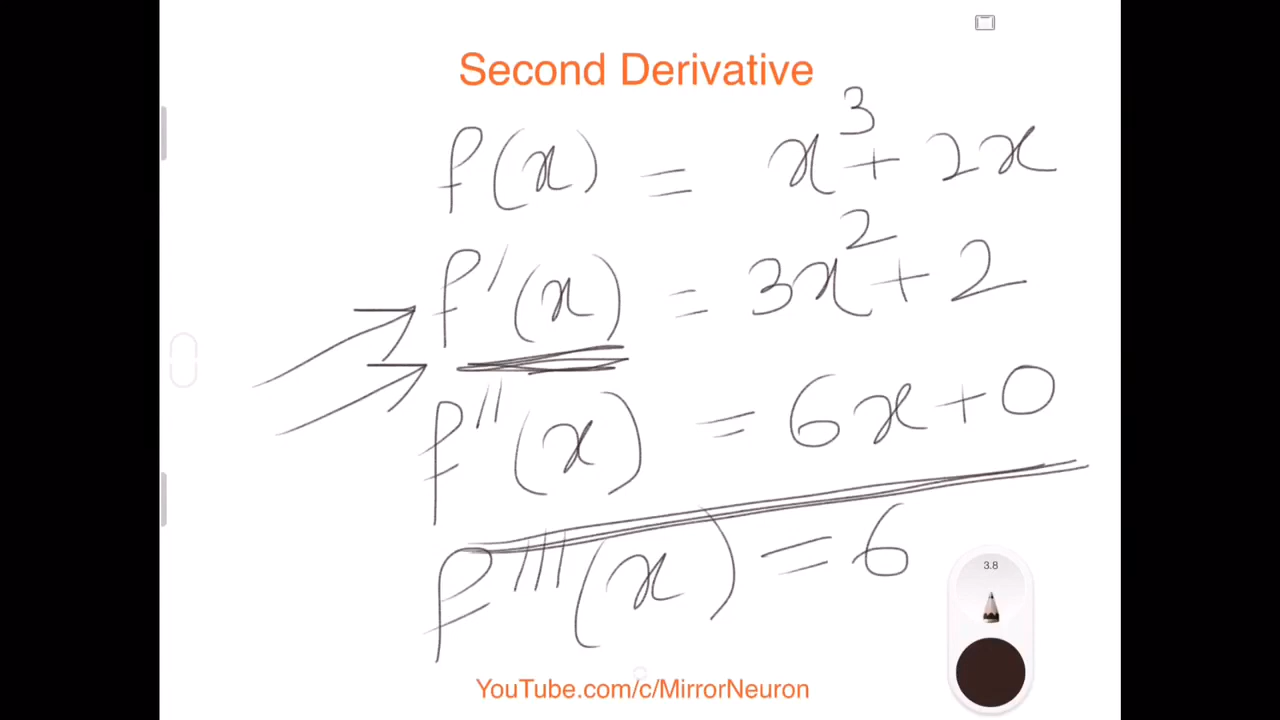 Second Derivative
f(x) = x³ + 2x
f'(x) = 3x² + 2
f''(x) = 6x + 0
f'''(x) = 6
3.8
YouTube.com/c/MirrorNeuron